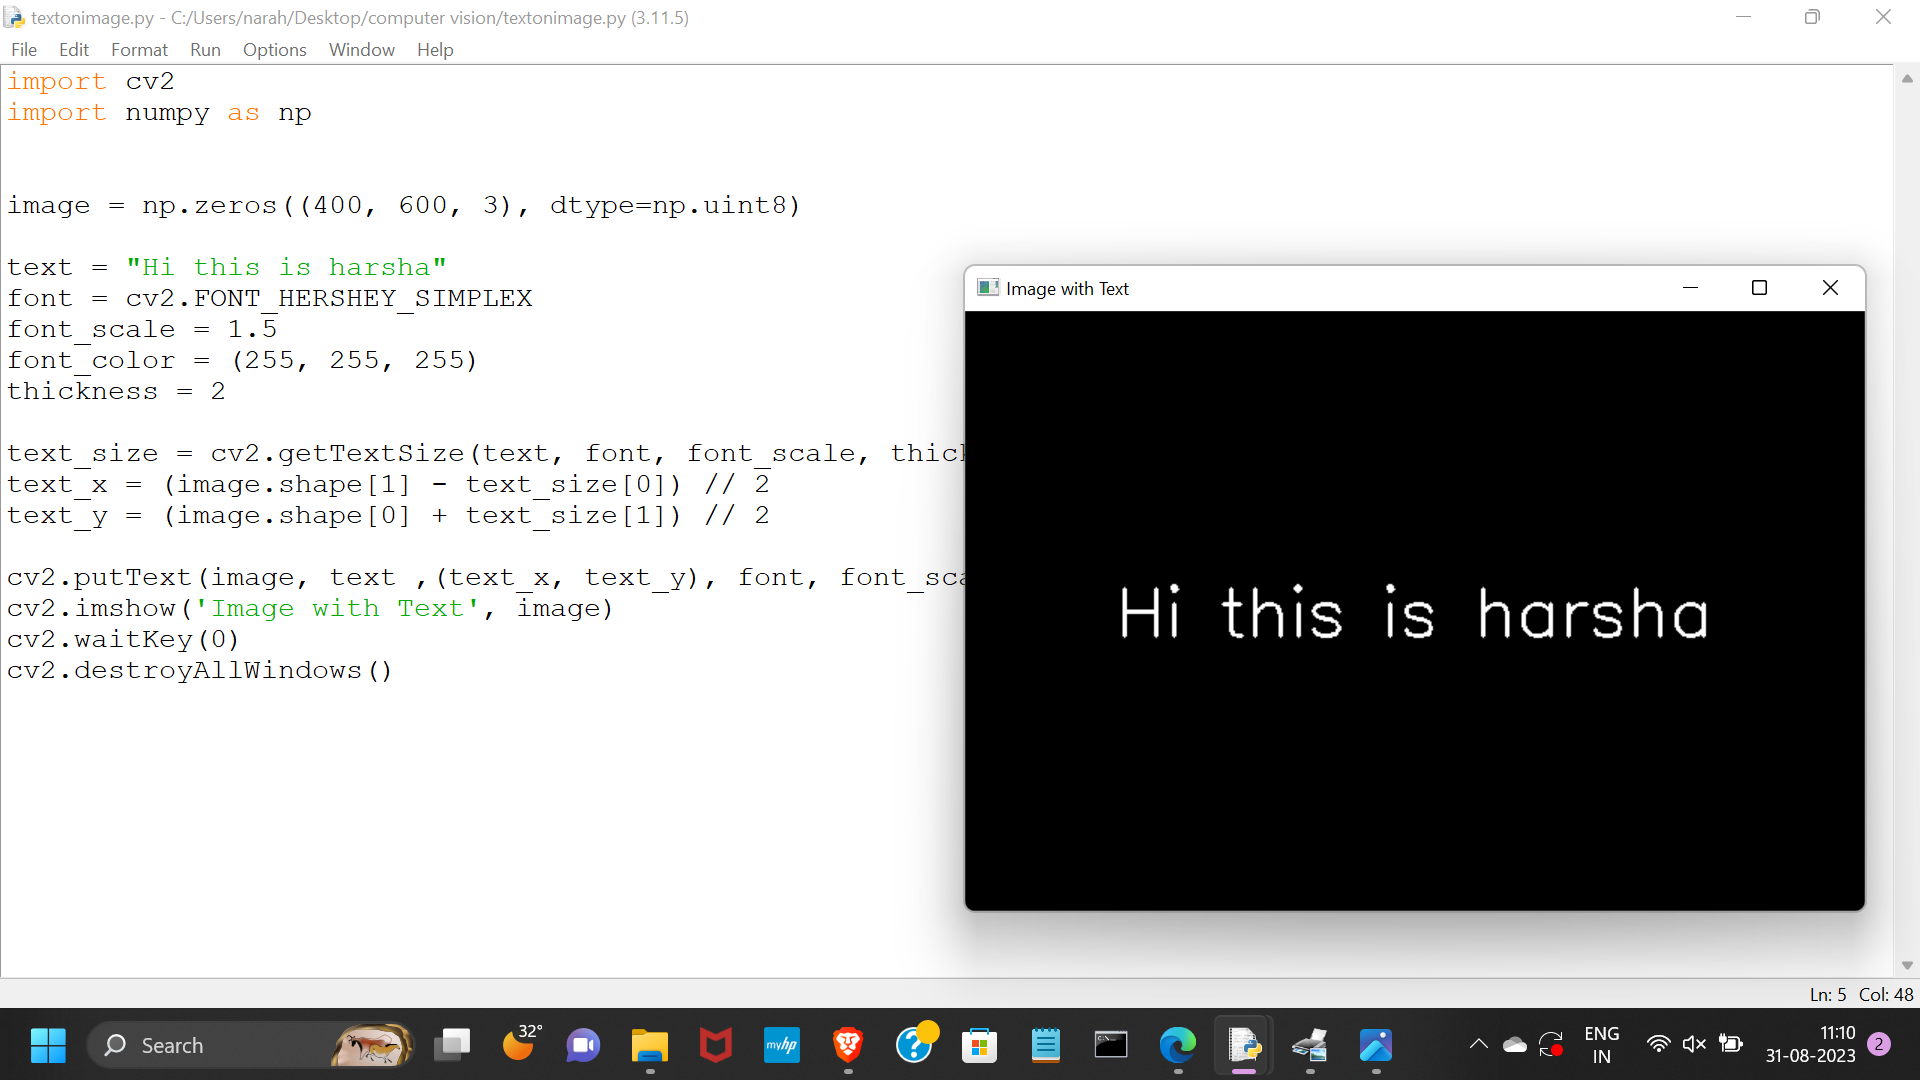 textonimage.py - C:/Users/narah/Desktop/computer vision/textonimage.py (3.11.5)
File Edit Format Run Options Window Help
import cv2
import numpy as np
image = np.zeros((400, 600, 3), dtype=np.uint8)
text = "Hi this is harsha"
font = cv2.FONT_HERSHEY_SIMPLEX
font_scale = 1.5
font_color = (255, 255, 255)
thickness = 2
text_size = cv2.getTextSize(text, font, font_scale, thick
text_x = (image.shape[1] - text_size[0]) // 2
text_y = (image.shape[0] + text_size[1]) // 2
cv2.putText(image, text ,(text_x, text_y), font, font_sca
cv2.imshow('Image with Text', image)
cv2.waitKey(0)
cv2.destroyAllWindows()
Image with Text
Hi this is harsha
Ln: 5 Col: 48
Search
32°
myhp
ENG
IN
11:10
31-08-2023
2